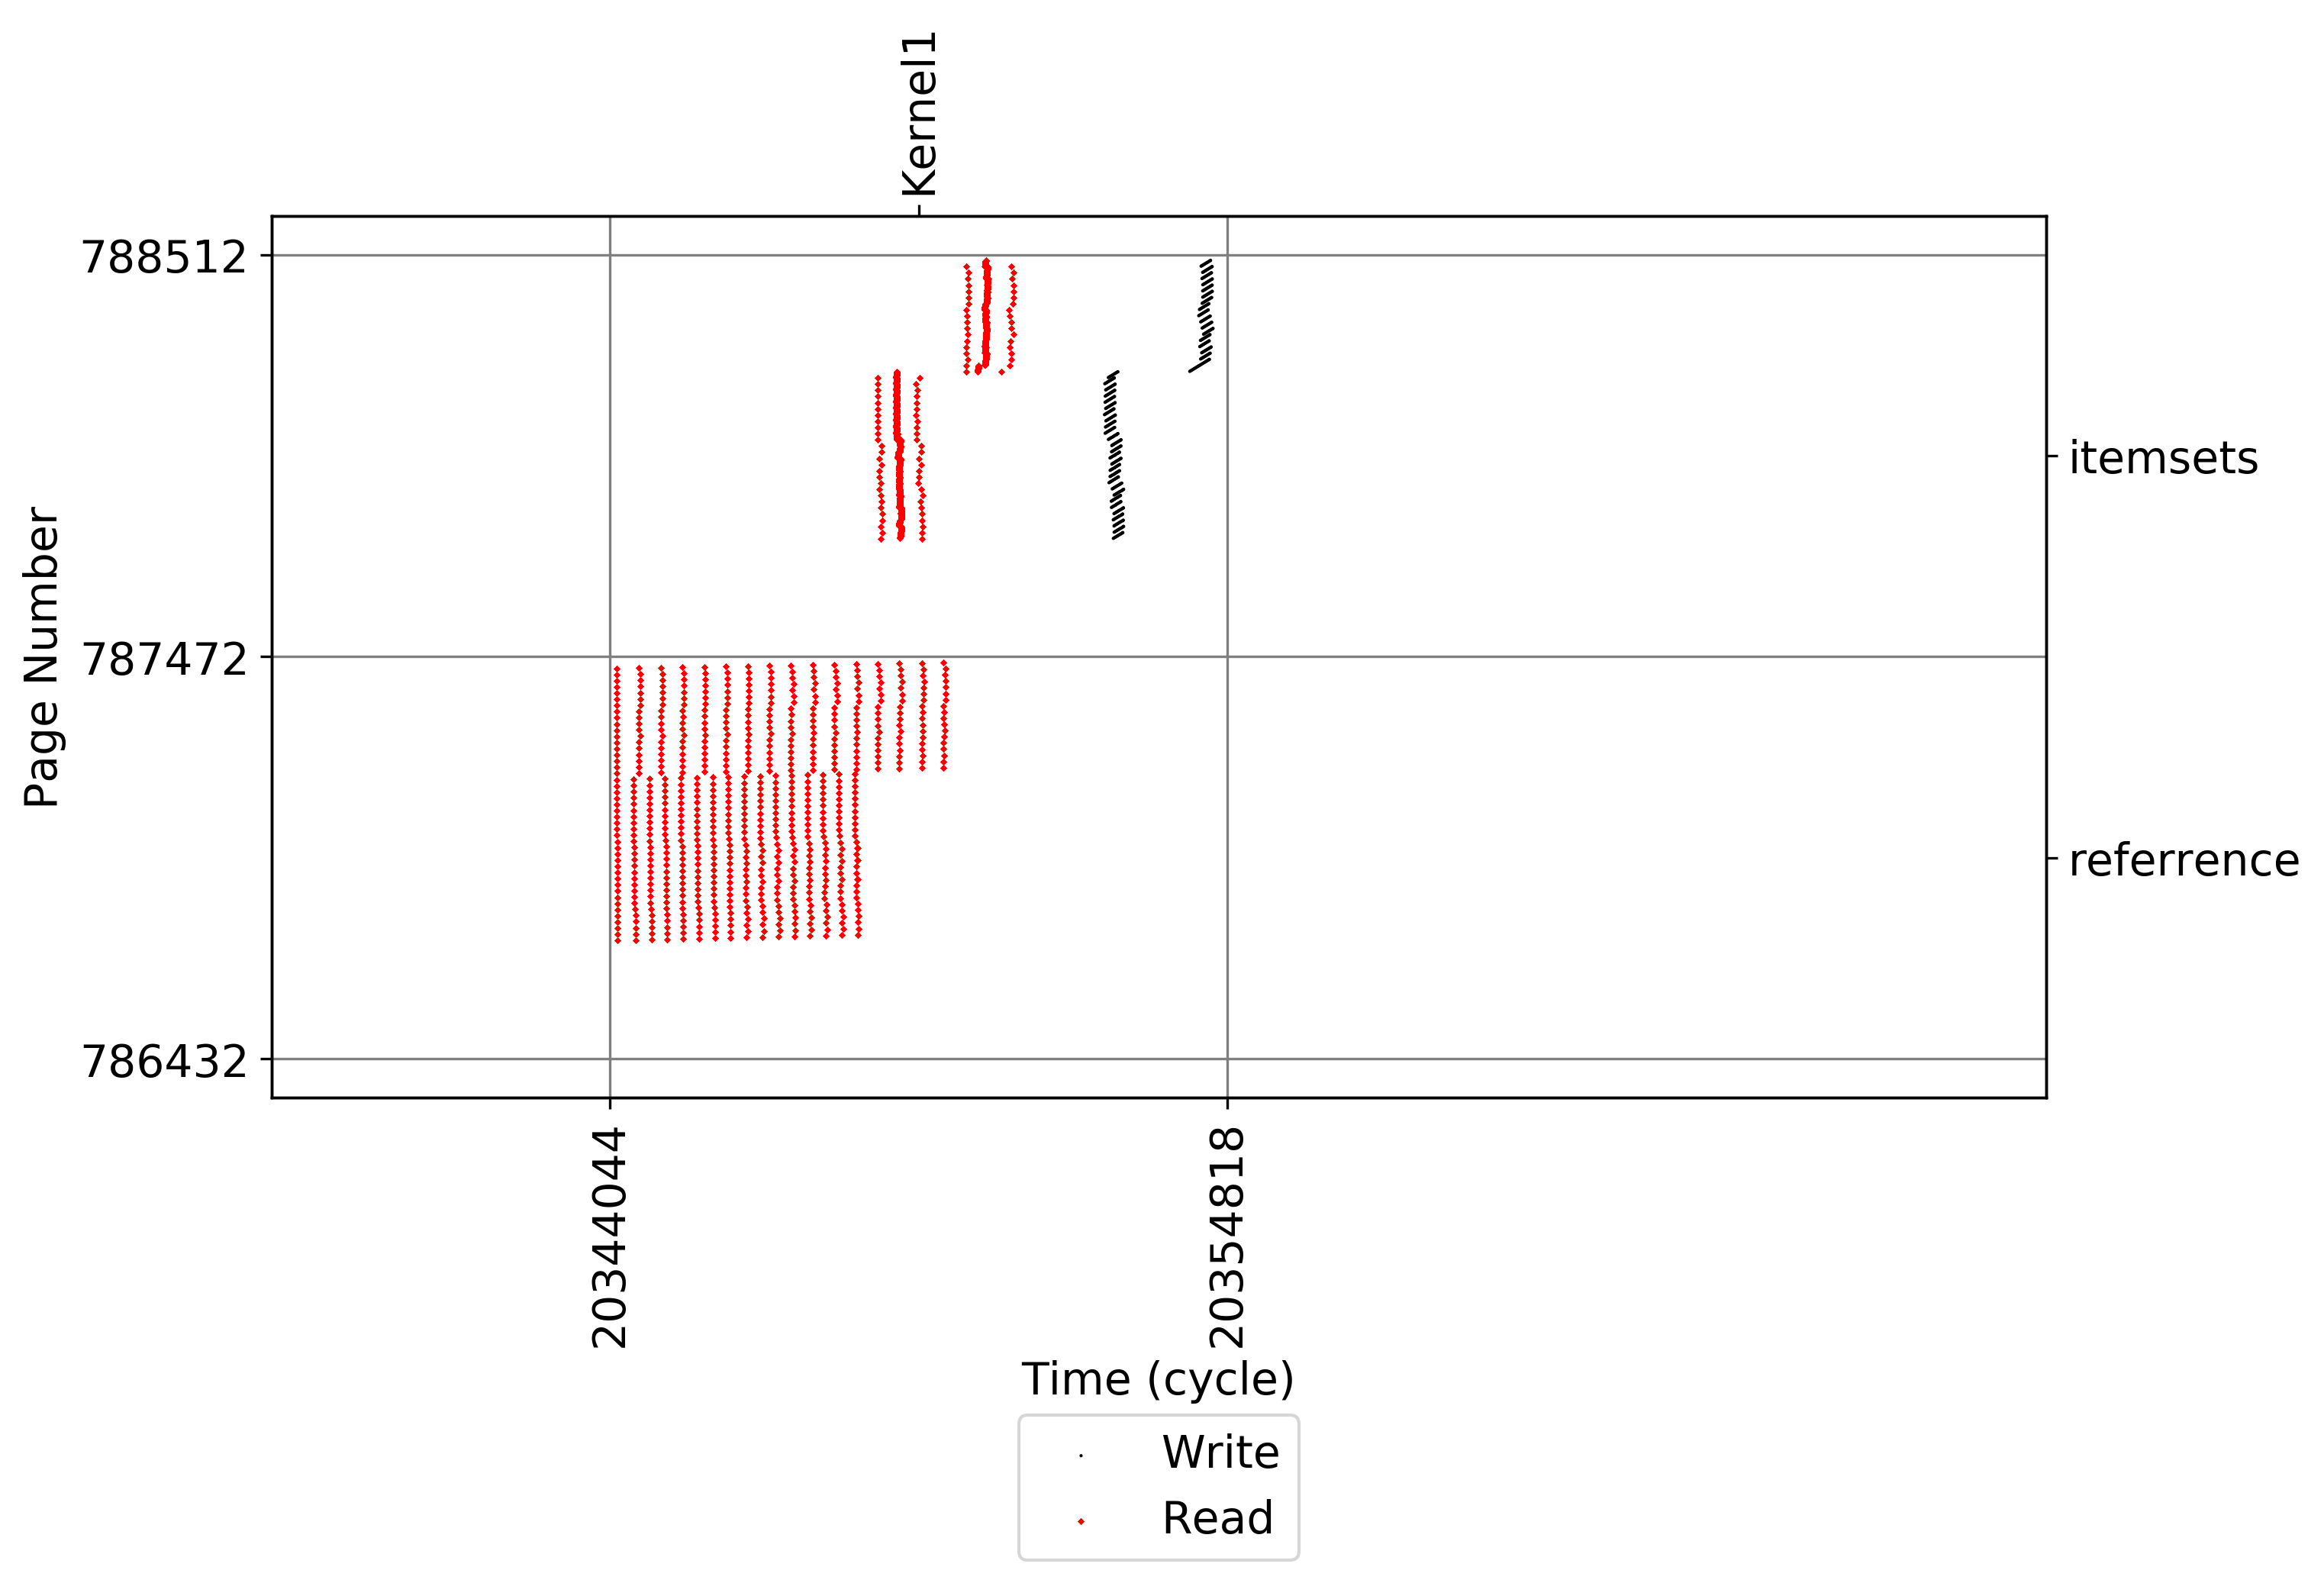 Kernel1
788512
itemsets
787472
Page Number
referrence
786432
20344044
20354818
Time (cycle)
Write
Read